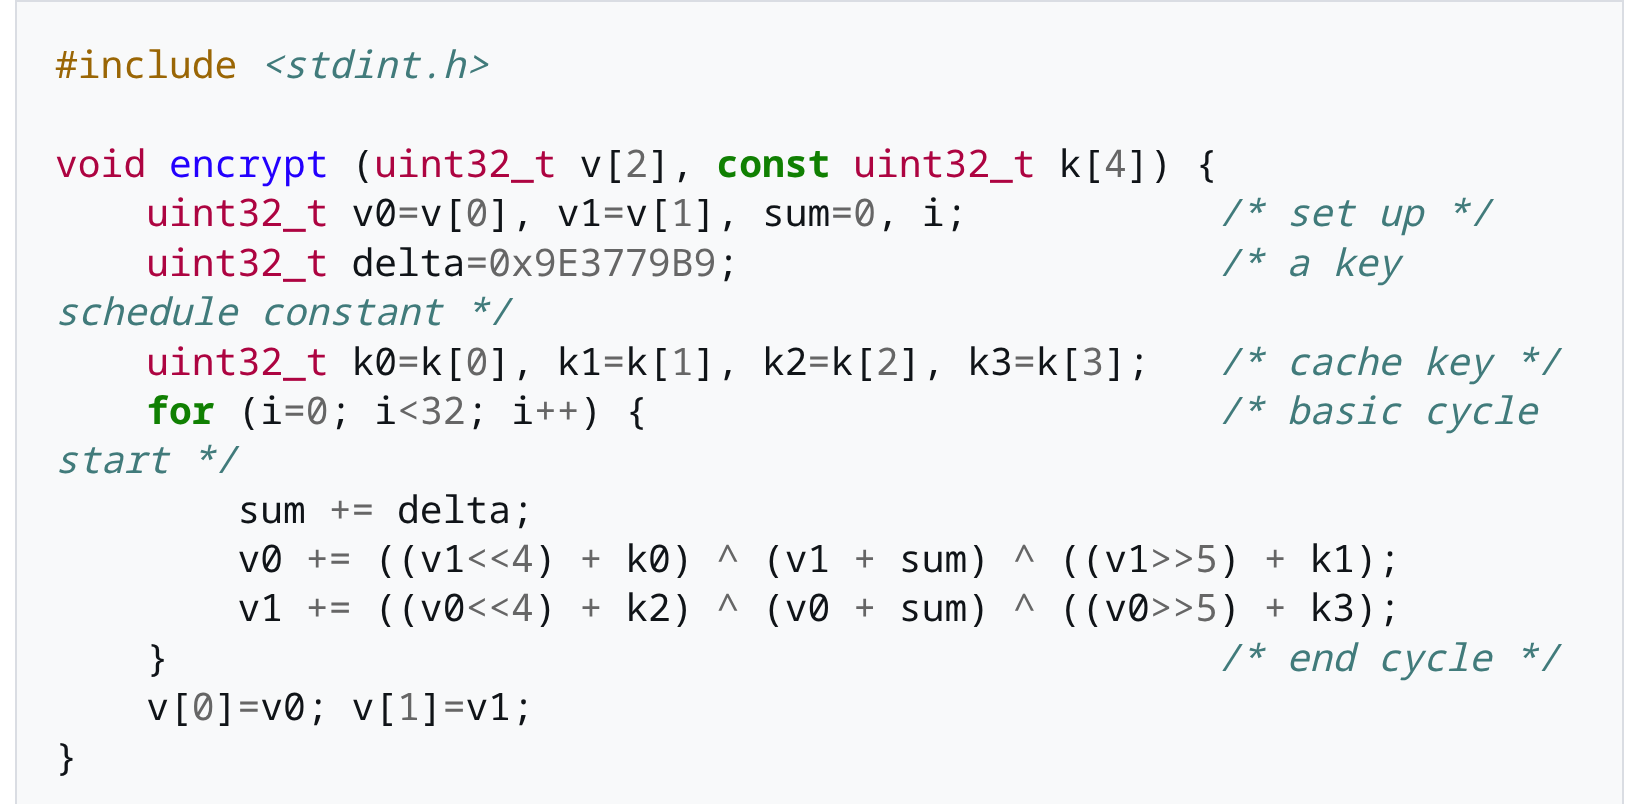 #include <stdint.h>

void encrypt (uint32_t v[2], const uint32_t k[4]) {
    uint32_t v0=v[0], v1=v[1], sum=0, i;           /* set up */
    uint32_t delta=0x9E3779B9;                     /* a key
schedule constant */
    uint32_t k0=k[0], k1=k[1], k2=k[2], k3=k[3];   /* cache key */
    for (i=0; i<32; i++) {                         /* basic cycle
start */
        sum += delta;
        v0 += ((v1<<4) + k0) ^ (v1 + sum) ^ ((v1>>5) + k1);
        v1 += ((v0<<4) + k2) ^ (v0 + sum) ^ ((v0>>5) + k3);
    }                                              /* end cycle */
    v[0]=v0; v[1]=v1;
}